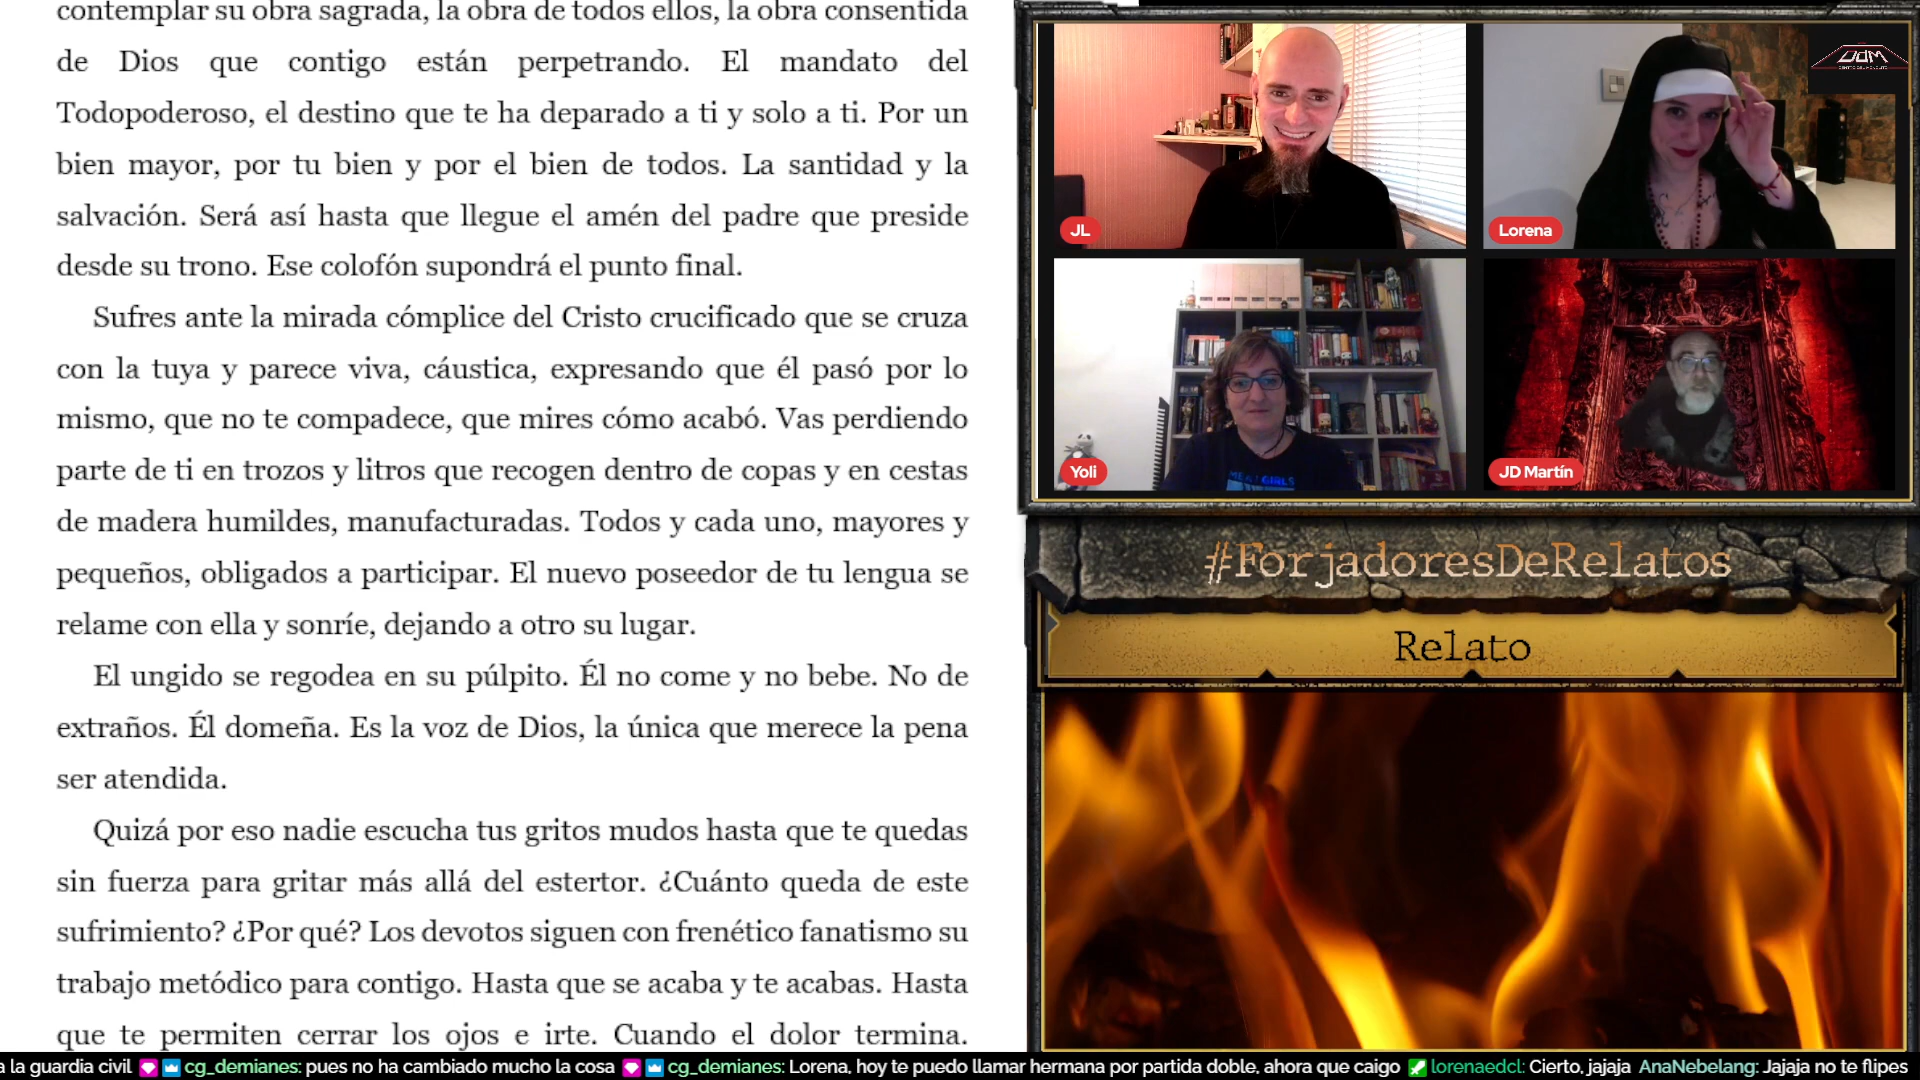 contemplar su obra sagrada, la obra de todos ellos, la obra consentida
de Dios que contigo están perpetrando. El mandato del
Todopoderoso, el destino que te ha deparado a ti y solo a ti. Por un
bien mayor, por tu bien y por el bien de todos. La santidad y la
salvación. Será así hasta que llegue el amén del padre que preside
desde su trono. Ese colofón supondrá el punto final.
Sufres ante la mirada cómplice del Cristo crucificado que se cruza
con la tuya y parece viva, cáustica, expresando que él pasó por lo
mismo, que no te compadece, que mires cómo acabó. Vas perdiendo
parte de ti en trozos y litros que recogen dentro de copas y en cestas
de madera humildes, manufacturadas. Todos y cada uno, mayores y
pequeños, obligados a participar. El nuevo poseedor de tu lengua se
relame con ella y sonríe, dejando a otro su lugar.
El ungido se regodea en su púlpito. Él no come y no bebe. No de
extraños. Él domeña. Es la voz de Dios, la única que merece la pena
ser atendida.
Quizá por eso nadie escucha tus gritos mudos hasta que te quedas
sin fuerza para gritar más allá del estertor. ¿Cuánto queda de este
sufrimiento? ¿Por qué? Los devotos siguen con frenético fanatismo su
trabajo metódico para contigo. Hasta que se acaba y te acabas. Hasta
que te permiten cerrar los ojos e irte. Cuando el dolor termina.
JL
Lorena
DDM
Yoli
MEAT GIRLS
JD Martín
#ForjadoresDeRelatos
Relato
a la guardia civil cg_demianes: pues no ha cambiado mucho la cosa cg_demianes: Lorena, hoy te puedo llamar hermana por partida doble, ahora que caigo lorenaedcl: Cierto, jajaja AnaNebelang: Jajaja no te flipes